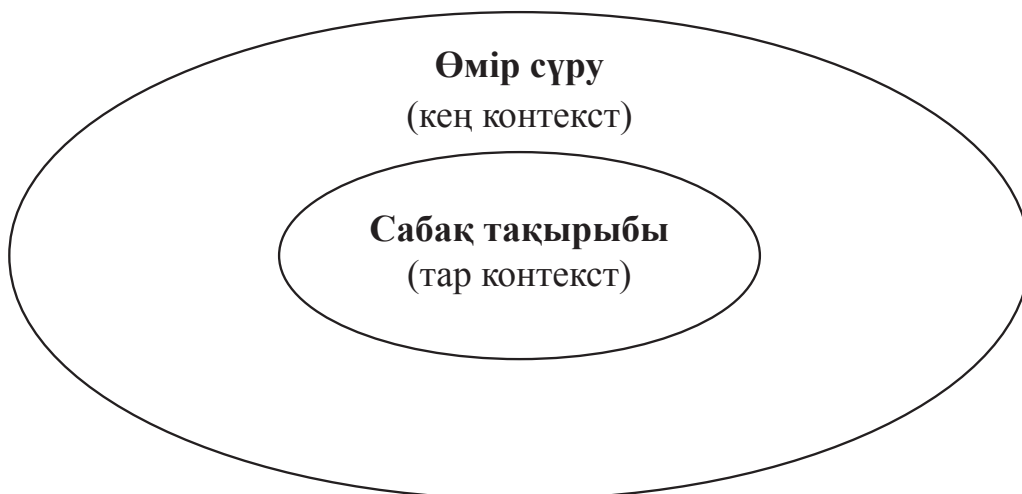 Өмір сүру
(кең контекст)
Сабақ тақырыбы
(тар контекст)